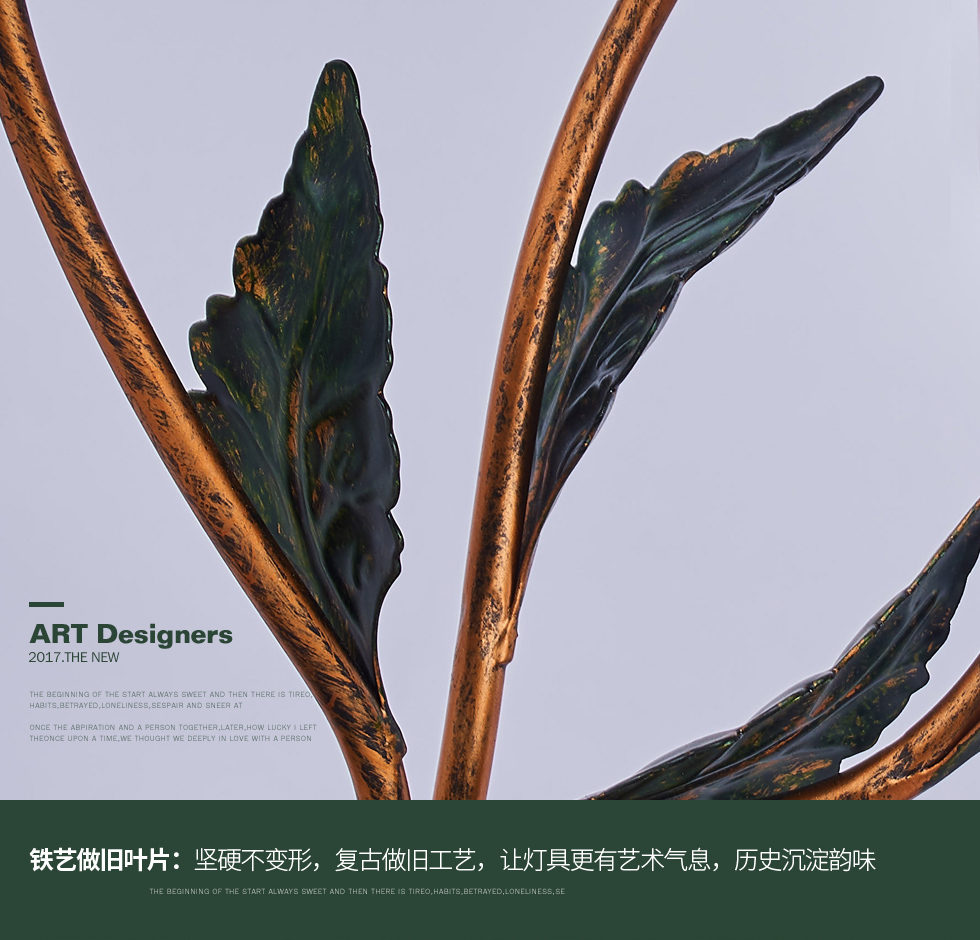 ART Designers
2017.THE NEW
THE BEGINNING OF THE START ALWAYS SWEET AND THEN THERE IS TIREO,
HABITS,BETRAYED,LONELINESS,SESPAIR AND SNEER AT
ONCE THE ABPIRATION AND A PERSON TOGETHER,LATER,HOW LUCKY I LEFT
THEONCE UPON A TIME,WE THOUGHT WE DEEPLY IN LOVE WITH A PERSON
铁艺做旧叶片：坚硬不变形，复古做旧工艺，让灯具更有艺术气息，历史沉淀韵味
THE BEGINNING OF THE START ALWAYS SWEET AND THEN THERE IS TIREO,HABITS,BETRAYED,LONELINESS,SE